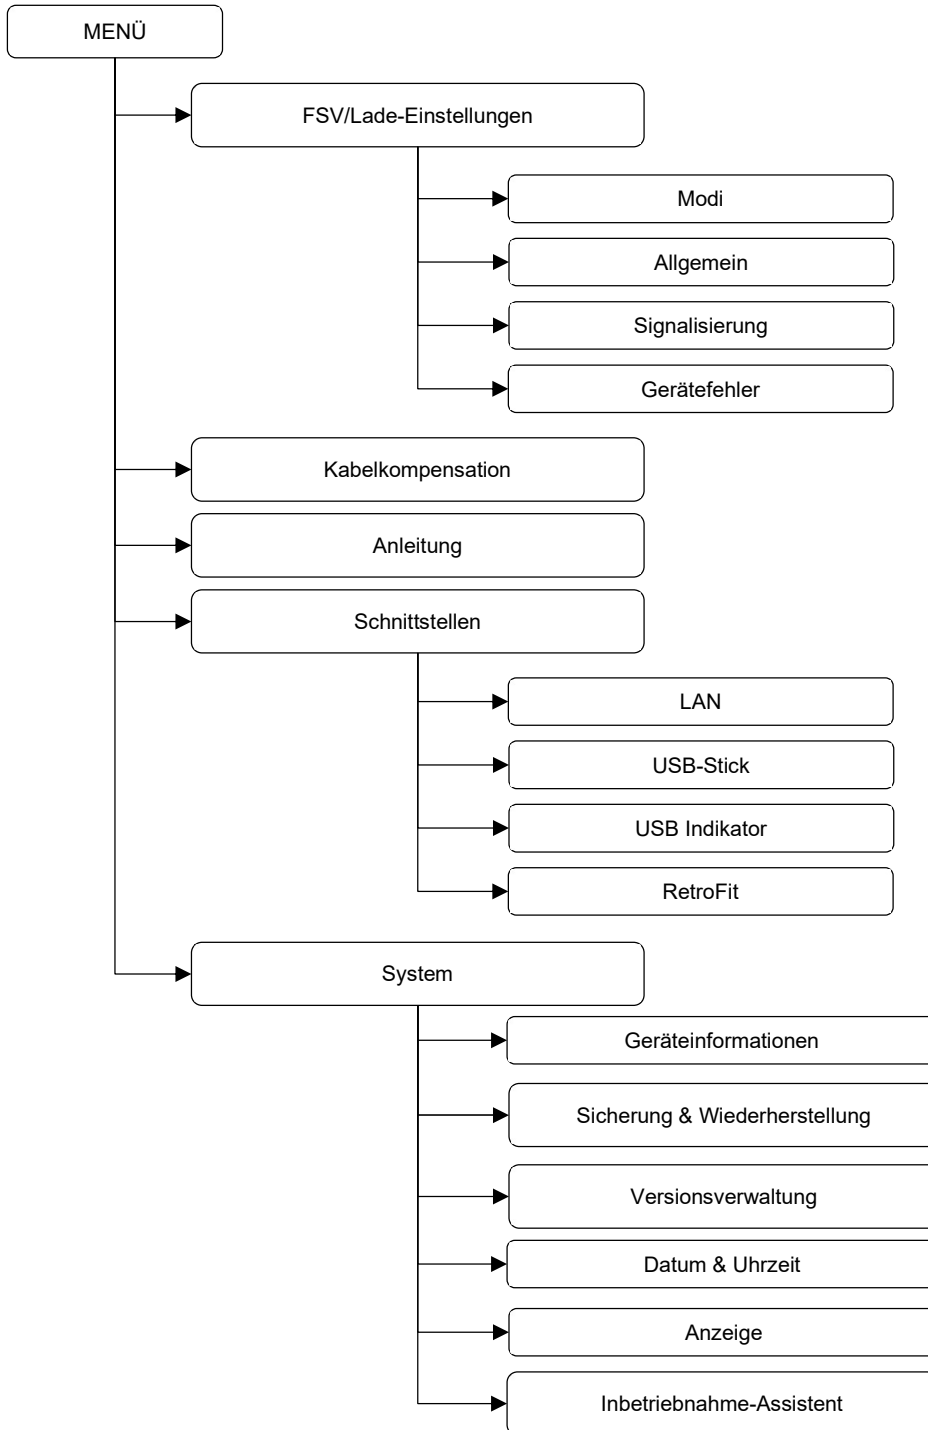 MENÜ
FSV/Lade-Einstellungen
Modi
Allgemein
Signalisierung
Gerätefehler
Kabelkompensation
Anleitung
Schnittstellen
LAN
USB-Stick
USB Indikator
RetroFit
System
Geräteinformationen
Sicherung & Wiederherstellung
Versionsverwaltung
Datum & Uhrzeit
Anzeige
Inbetriebnahme-Assistent